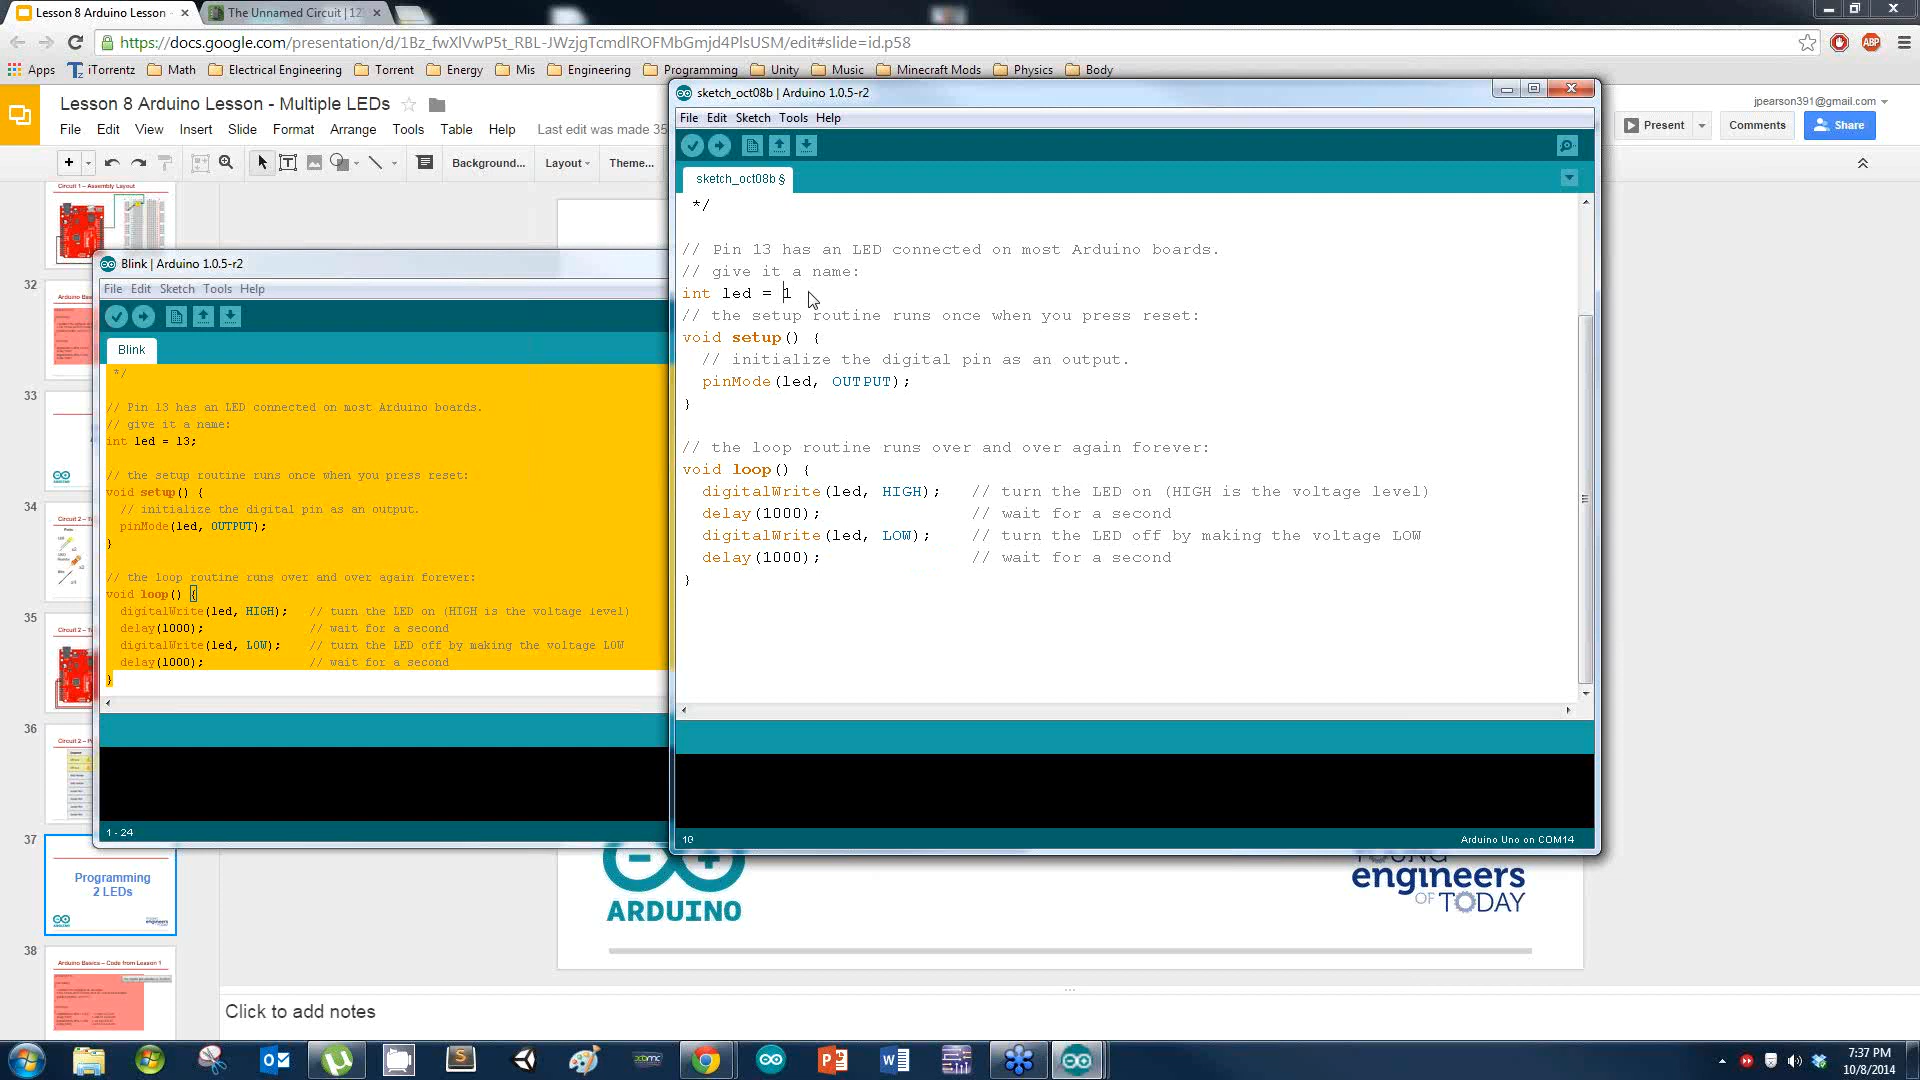 Lesson 8 Arduino Lesson -
The Unnamed Circuit | 12
https://docs.google.com/presentation/d/1Bz_fwXlVwP5t_RBL-JWzjgTcmdlROFMbGmjd4PlsUSM/edit#slide=id.p58
Apps iTorrentz Math Electrical Engineering Torrent Energy Mis Engineering Programming Unity Music Minecraft Mods Physics Body
Lesson 8 Arduino Lesson - Multiple LEDs
jpearson391@gmail.com
File Edit View Insert Slide Format Arrange Tools Table Help Last edit was made 35
Present Comments Share
Background... Layout Theme...
Circuit 1 – Assembly Layout
32
33
34
35
36
37
Programming
2 LEDs
38
Arduino Basics – Code from Lesson 1
Blink | Arduino 1.0.5-r2
File Edit Sketch Tools Help
Blink
*/
// Pin 13 has an LED connected on most Arduino boards.
// give it a name:
int led = 13;
// the setup routine runs once when you press reset:
void setup() {
// initialize the digital pin as an output.
pinMode(led, OUTPUT);
}
// the loop routine runs over and over again forever:
void loop() {
digitalWrite(led, HIGH); // turn the LED on (HIGH is the voltage level)
delay(1000); // wait for a second
digitalWrite(led, LOW); // turn the LED off by making the voltage LOW
delay(1000); // wait for a second
}
1 - 24
sketch_oct08b | Arduino 1.0.5-r2
File Edit Sketch Tools Help
sketch_oct08b §
*/
// Pin 13 has an LED connected on most Arduino boards.
// give it a name:
int led = 1
// the setup routine runs once when you press reset:
void setup() {
// initialize the digital pin as an output.
pinMode(led, OUTPUT);
}
// the loop routine runs over and over again forever:
void loop() {
digitalWrite(led, HIGH); // turn the LED on (HIGH is the voltage level)
delay(1000); // wait for a second
digitalWrite(led, LOW); // turn the LED off by making the voltage LOW
delay(1000); // wait for a second
}
10
Arduino Uno on COM14
ARDUINO
YOUNG
engineers
OF TODAY
Click to add notes
7:37 PM
10/8/2014